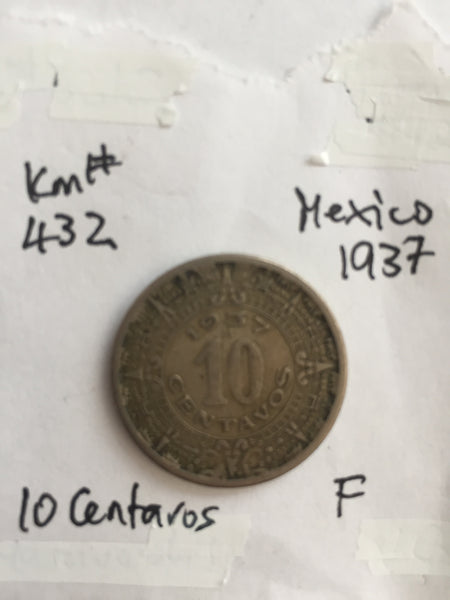 Km#
432
Mexico
1937
1937
10
CENTAVOS
10 Centavos
F